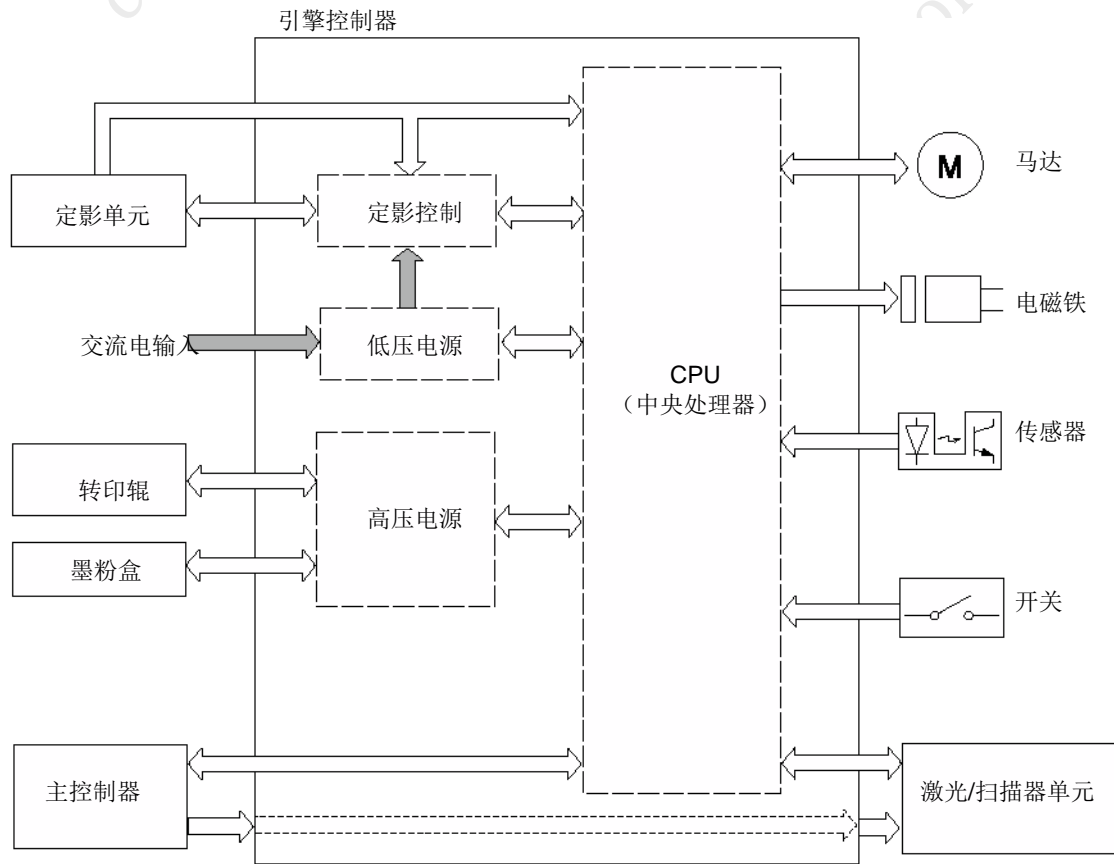 引擎控制器
定影单元
定影控制
交流电输入
低压电源
CPU
（中央处理器）
转印辊
墨粉盒
高压电源
主控制器
M
马达
电磁铁
传感器
开关
激光/扫描器单元